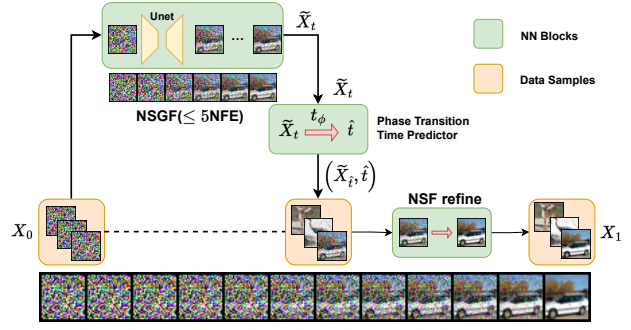 Unet
...
X̃_t
NN Blocks
Data Samples
NSGF(≤ 5NFE)
X̃_t
t_ϕ
X̃_t t̂
Phase Transition
Time Predictor
(X̃_t̂, t̂)
NSF refine
X_0
X_1